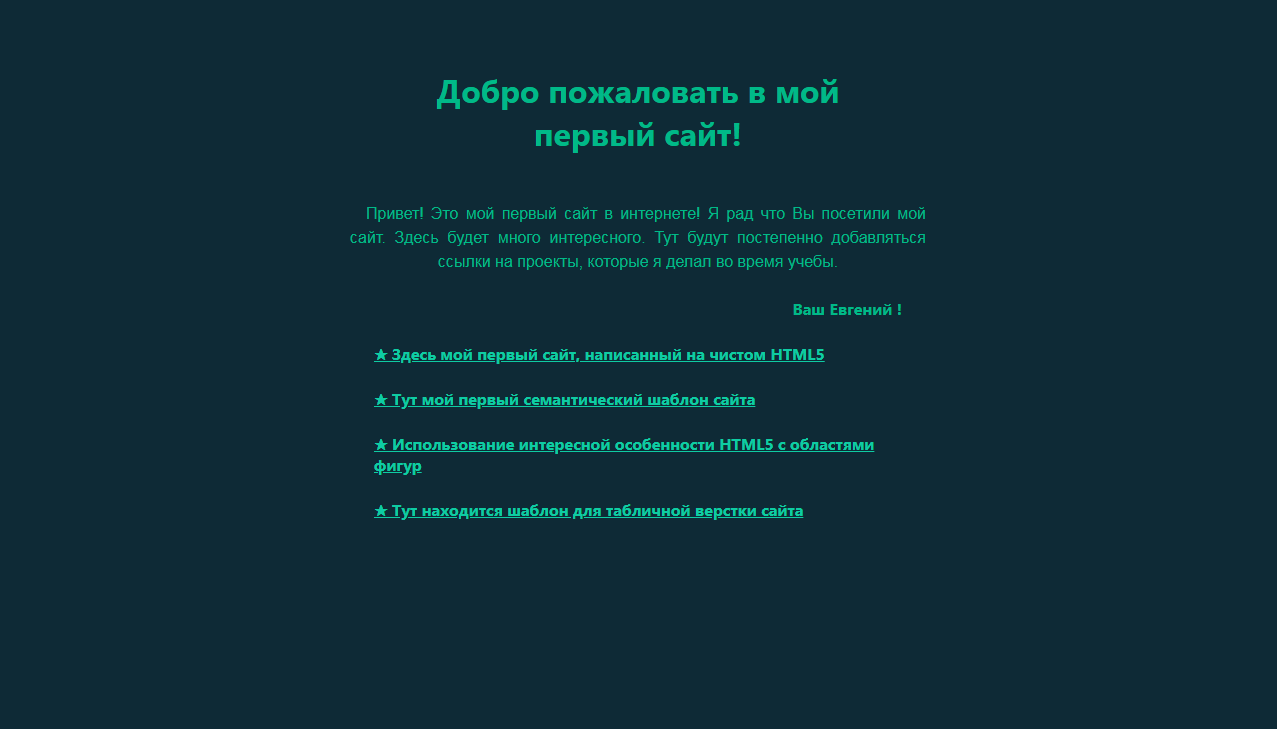 Добро пожаловать в мой
первый сайт!
Привет! Это мой первый сайт в интернете! Я рад что Вы посетили мой
сайт. Здесь будет много интересного. Тут будут постепенно добавляться
ссылки на проекты, которые я делал во время учебы.
Ваш Евгений !
★ Здесь мой первый сайт, написанный на чистом HTML5
★ Тут мой первый семантический шаблон сайта
★ Использование интересной особенности HTML5 с областями
фигур
★ Тут находится шаблон для табличной верстки сайта